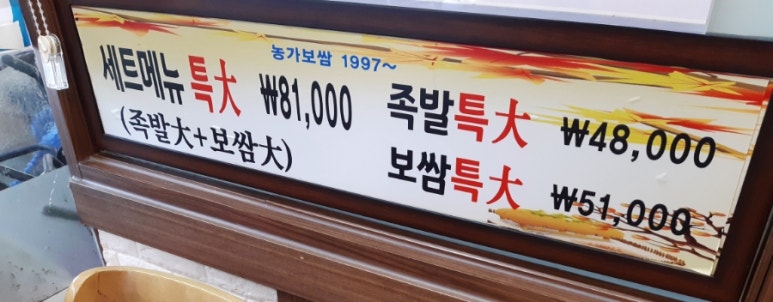 농가보쌈 1997~
세트메뉴 특大 ₩81,000
(족발大+보쌈大)
족발특大 ₩48,000
보쌈특大 ₩51,000